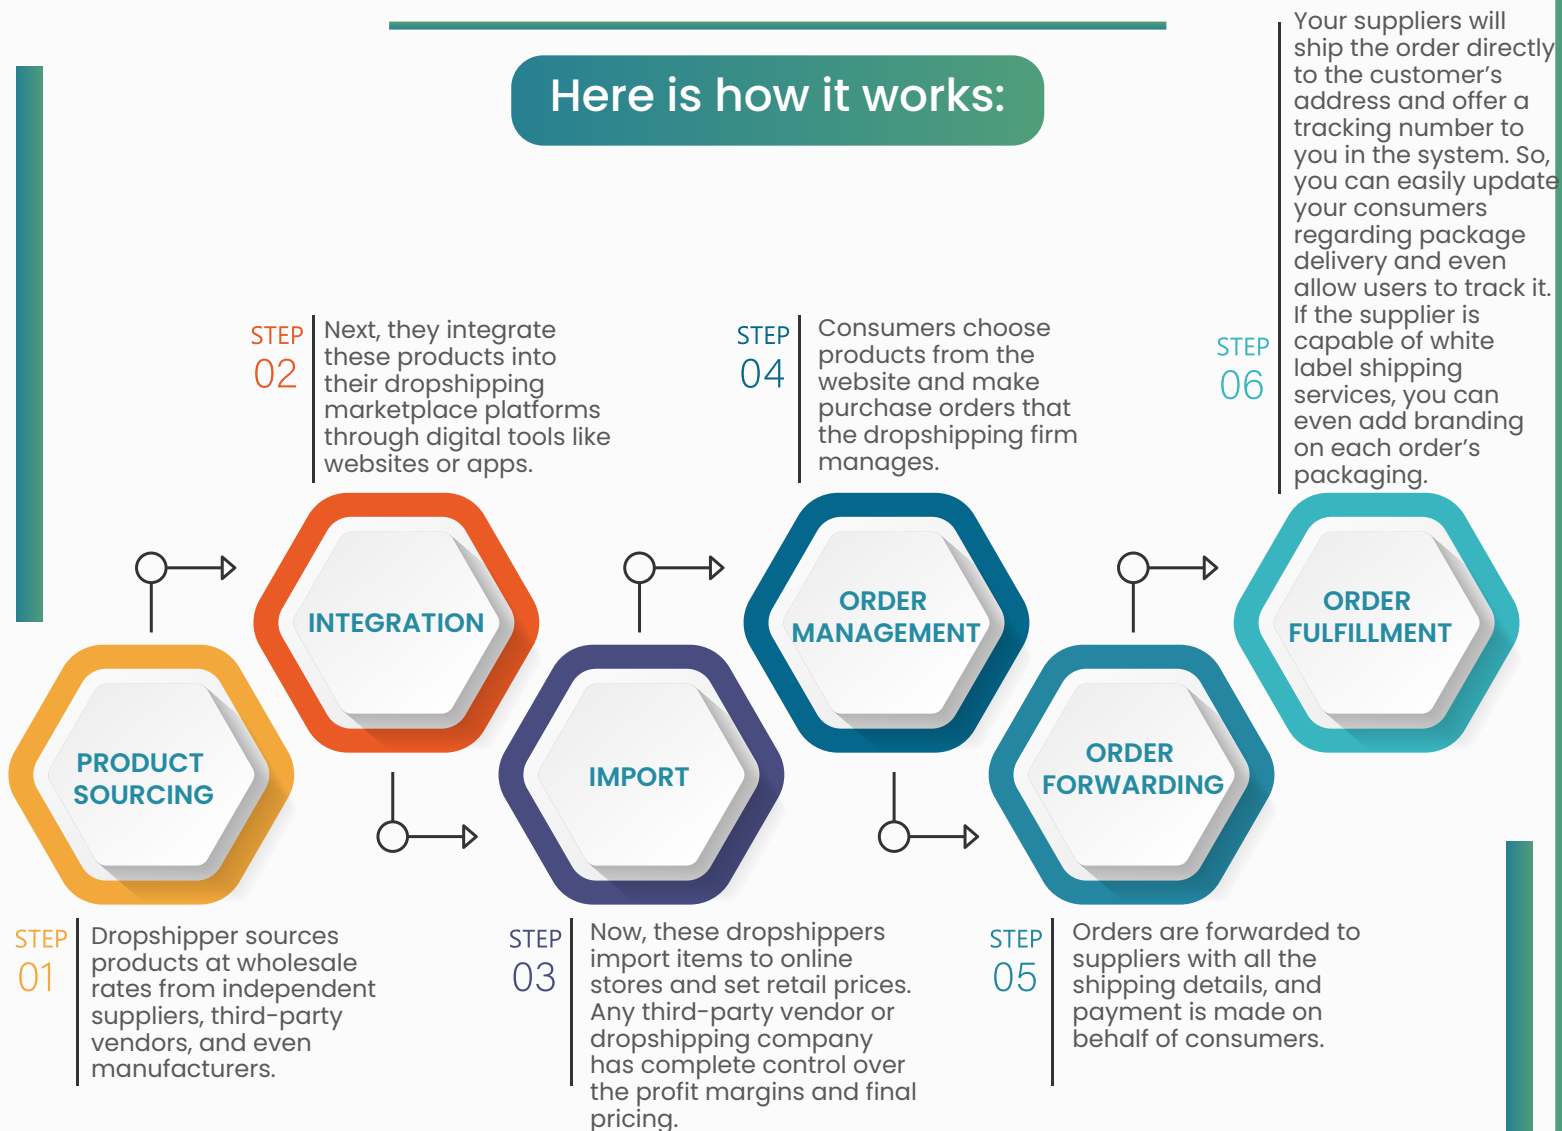 Here is how it works:
PRODUCT
SOURCING
STEP
01
Dropshipper sources
products at wholesale
rates from independent
suppliers, third-party
vendors, and even
manufacturers.
STEP
02
Next, they integrate
these products into
their dropshipping
marketplace platforms
through digital tools like
websites or apps.
INTEGRATION
IMPORT
STEP
03
Now, these dropshippers
import items to online
stores and set retail prices.
Any third-party vendor or
dropshipping company
has complete control over
the profit margins and final
pricing.
STEP
04
Consumers choose
products from the
website and make
purchase orders that
the dropshipping firm
manages.
ORDER
MANAGEMENT
ORDER
FORWARDING
STEP
05
Orders are forwarded to
suppliers with all the
shipping details, and
payment is made on
behalf of consumers.
STEP
06
Your suppliers will
ship the order directly
to the customer’s
address and offer a
tracking number to
you in the system. So,
you can easily update
your consumers
regarding package
delivery and even
allow users to track it.
If the supplier is
capable of white
label shipping
services, you can
even add branding
on each order’s
packaging.
ORDER
FULFILLMENT